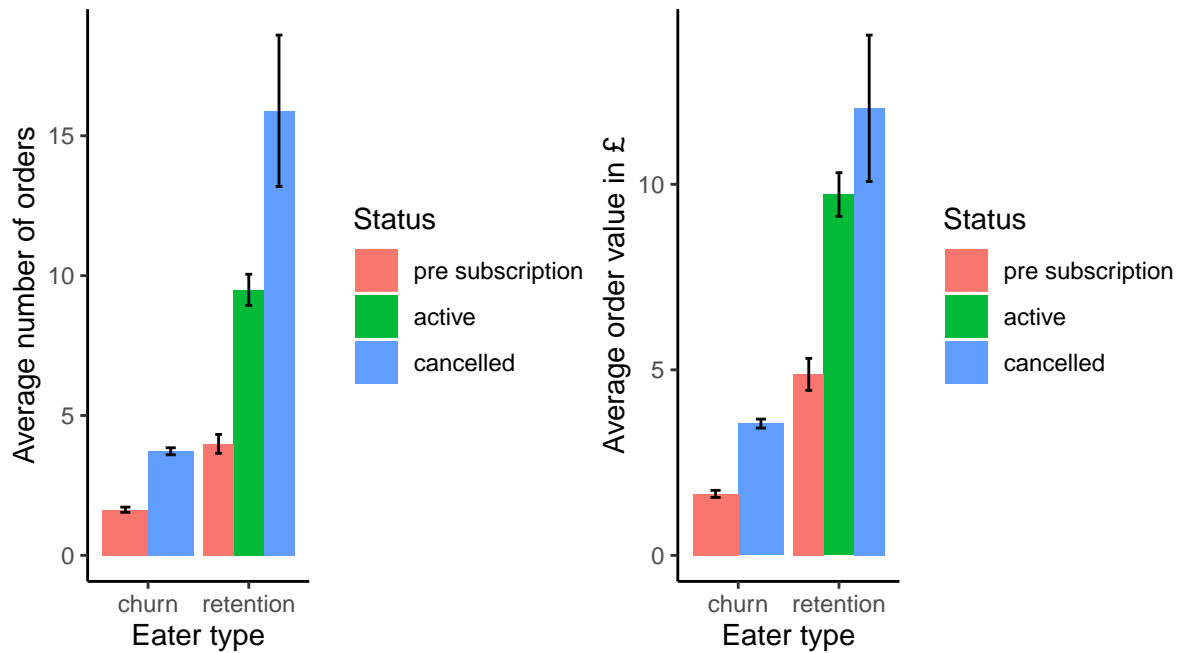 Average number of orders
15
10
5
0
churn
retention
Eater type
Status
pre subscription
active
cancelled
Average order value in £
10
5
0
churn
retention
Eater type
Status
pre subscription
active
cancelled